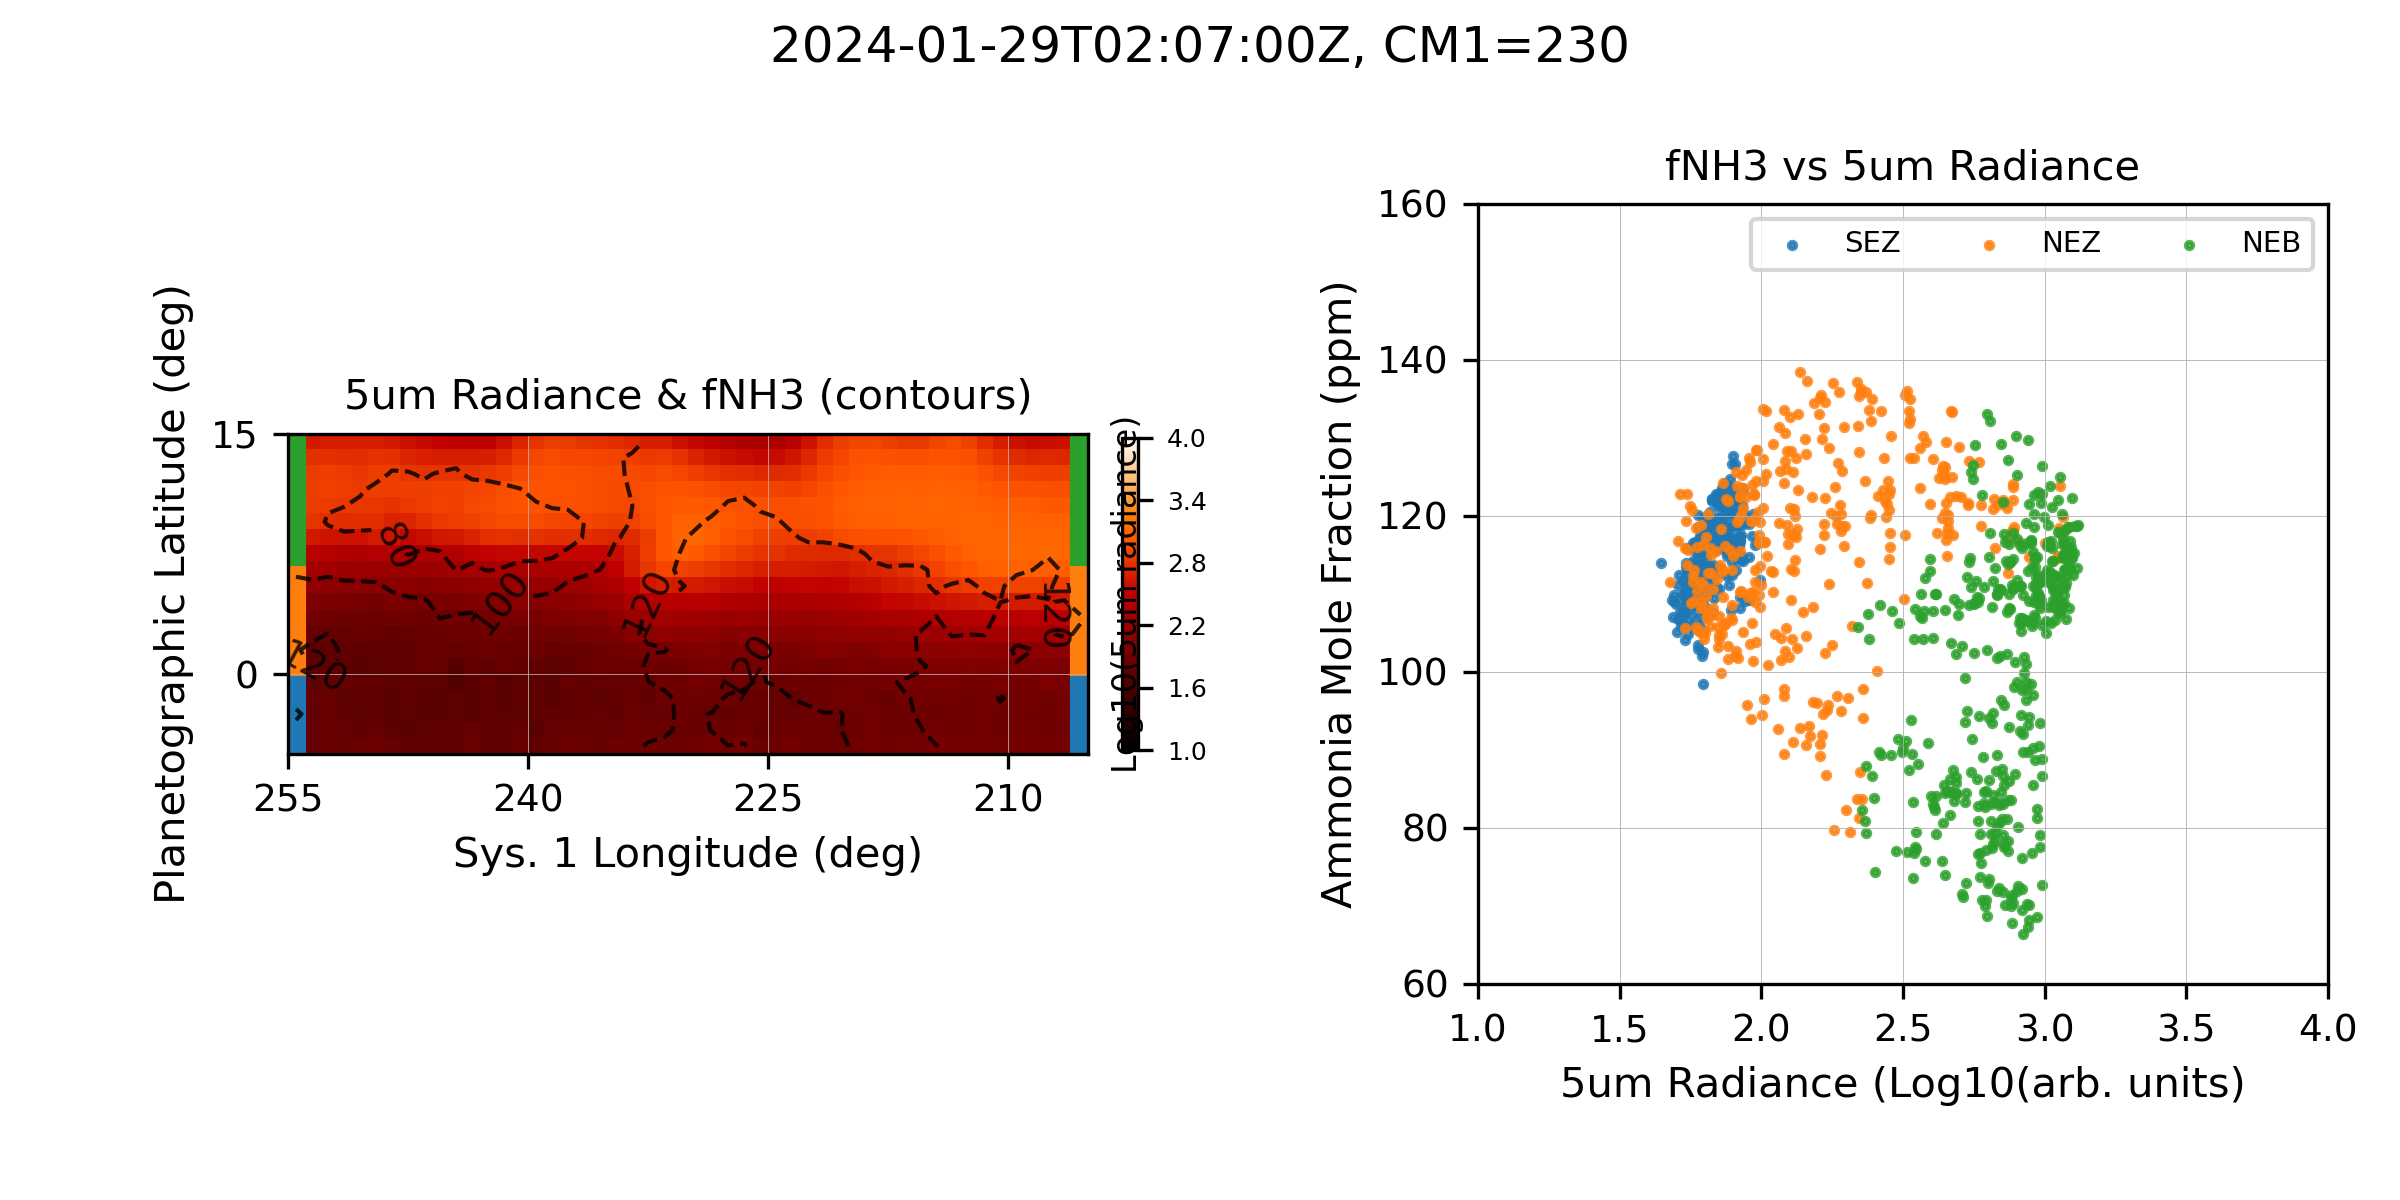 2024-01-29T02:07:00Z, CM1=230
5um Radiance & fNH3 (contours)
Planetographic Latitude (deg)
15
0
80
100
120
120
120
120
255
240
225
210
Sys. 1 Longitude (deg)
Log10(5um radiance)
4.0
3.4
2.8
2.2
1.6
1.0
fNH3 vs 5um Radiance
SEZ NEZ NEB
Ammonia Mole Fraction (ppm)
160
140
120
100
80
60
1.0 1.5 2.0 2.5 3.0 3.5 4.0
5um Radiance (Log10(arb. units)